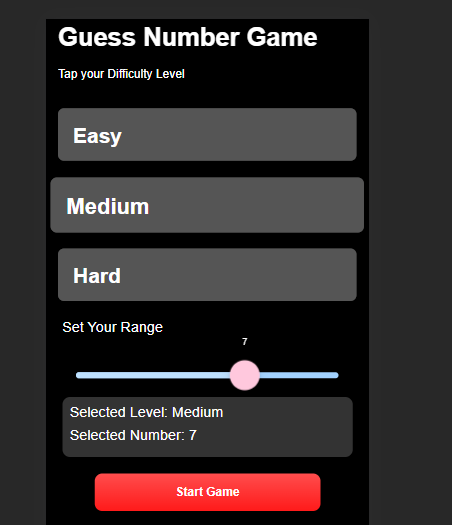 Guess Number Game
Tap your Difficulty Level
Easy
Medium
Hard
Set Your Range
7
Selected Level: Medium
Selected Number: 7
Start Game